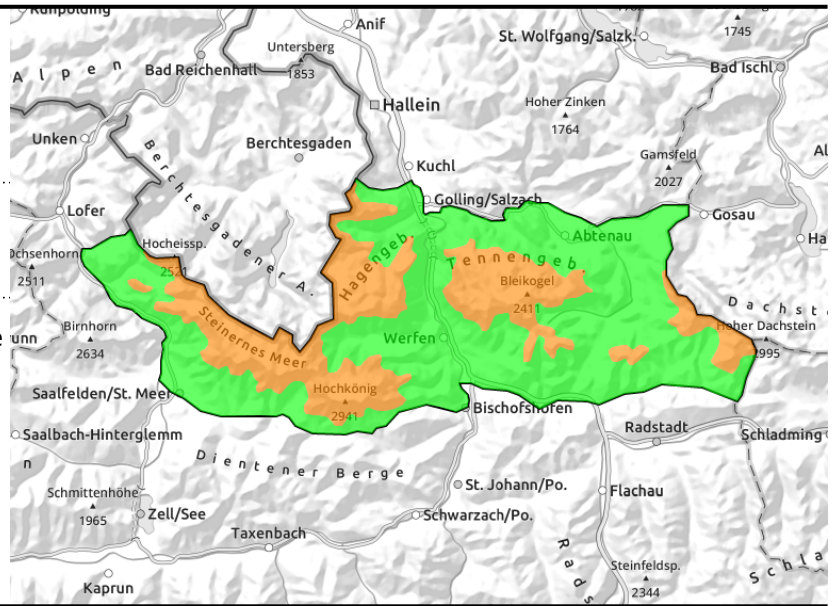 Ruhpolding
Anif
1745
St. Wolfgang/Salzk.
Untersberg
1853
Bad Reichenhall
Bad Ischl
Alpen
Hoher Zinken
1764
Hallein
Unken
Berchtesgaden
Gamsfeld
2027
Kuchl
Berchtesgadener A.
Golling/Salzach
Lofer
Gosau
Abtenau
Hocheissp.
2521
Hagengeb.
Tennengeb.
Ochsenhorn
2511
Bleikogel
2411
Birnhorn
2634
Steinernes Meer
Werfen
Hoher Dachstein
2995
Saalfelden/St. Meer
Hochkönig
2941
Bischofshofen
Radstadt
Schladming
Saalbach-Hinterglemm
n
Dientener Berge
St. Johann/Po.
Flachau
Schmittenhöhe
1965
Zell/See
Schwarzach/Po.
Taxenbach
Steinfeldsp.
2344
Kaprun